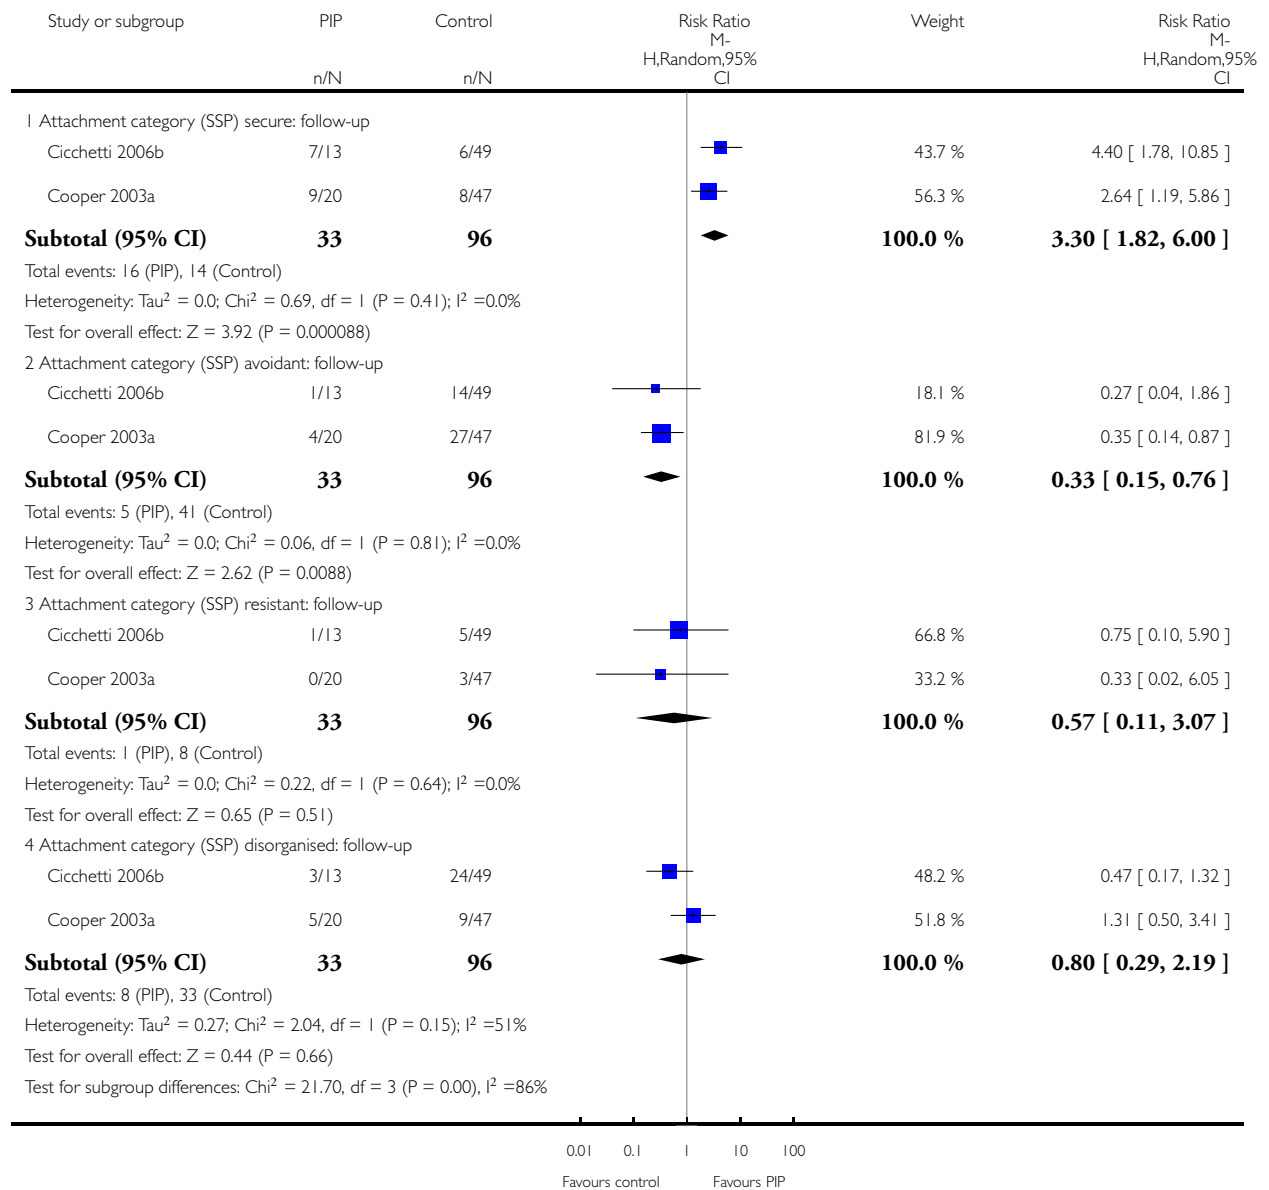 Study or subgroup PIP Control Risk Ratio Weight Risk Ratio
M- M-
H,Random,95% H,Random,95%
n/N n/N CI CI
1 Attachment category (SSP) secure: follow-up
Cicchetti 2006b 7/13 6/49 43.7 % 4.40 [ 1.78, 10.85 ]
Cooper 2003a 9/20 8/47 56.3 % 2.64 [ 1.19, 5.86 ]
Subtotal (95% CI) 33 96 100.0 % 3.30 [ 1.82, 6.00 ]
Total events: 16 (PIP), 14 (Control)
Heterogeneity: Tau² = 0.0; Chi² = 0.69, df = 1 (P = 0.41); I² =0.0%
Test for overall effect: Z = 3.92 (P = 0.000088)
2 Attachment category (SSP) avoidant: follow-up
Cicchetti 2006b 1/13 14/49 18.1 % 0.27 [ 0.04, 1.86 ]
Cooper 2003a 4/20 27/47 81.9 % 0.35 [ 0.14, 0.87 ]
Subtotal (95% CI) 33 96 100.0 % 0.33 [ 0.15, 0.76 ]
Total events: 5 (PIP), 41 (Control)
Heterogeneity: Tau² = 0.0; Chi² = 0.06, df = 1 (P = 0.81); I² =0.0%
Test for overall effect: Z = 2.62 (P = 0.0088)
3 Attachment category (SSP) resistant: follow-up
Cicchetti 2006b 1/13 5/49 66.8 % 0.75 [ 0.10, 5.90 ]
Cooper 2003a 0/20 3/47 33.2 % 0.33 [ 0.02, 6.05 ]
Subtotal (95% CI) 33 96 100.0 % 0.57 [ 0.11, 3.07 ]
Total events: 1 (PIP), 8 (Control)
Heterogeneity: Tau² = 0.0; Chi² = 0.22, df = 1 (P = 0.64); I² =0.0%
Test for overall effect: Z = 0.65 (P = 0.51)
4 Attachment category (SSP) disorganised: follow-up
Cicchetti 2006b 3/13 24/49 48.2 % 0.47 [ 0.17, 1.32 ]
Cooper 2003a 5/20 9/47 51.8 % 1.31 [ 0.50, 3.41 ]
Subtotal (95% CI) 33 96 100.0 % 0.80 [ 0.29, 2.19 ]
Total events: 8 (PIP), 33 (Control)
Heterogeneity: Tau² = 0.27; Chi² = 2.04, df = 1 (P = 0.15); I² =51%
Test for overall effect: Z = 0.44 (P = 0.66)
Test for subgroup differences: Chi² = 21.70, df = 3 (P = 0.00), I² =86%
0.01 0.1 1 10 100
Favours control Favours PIP